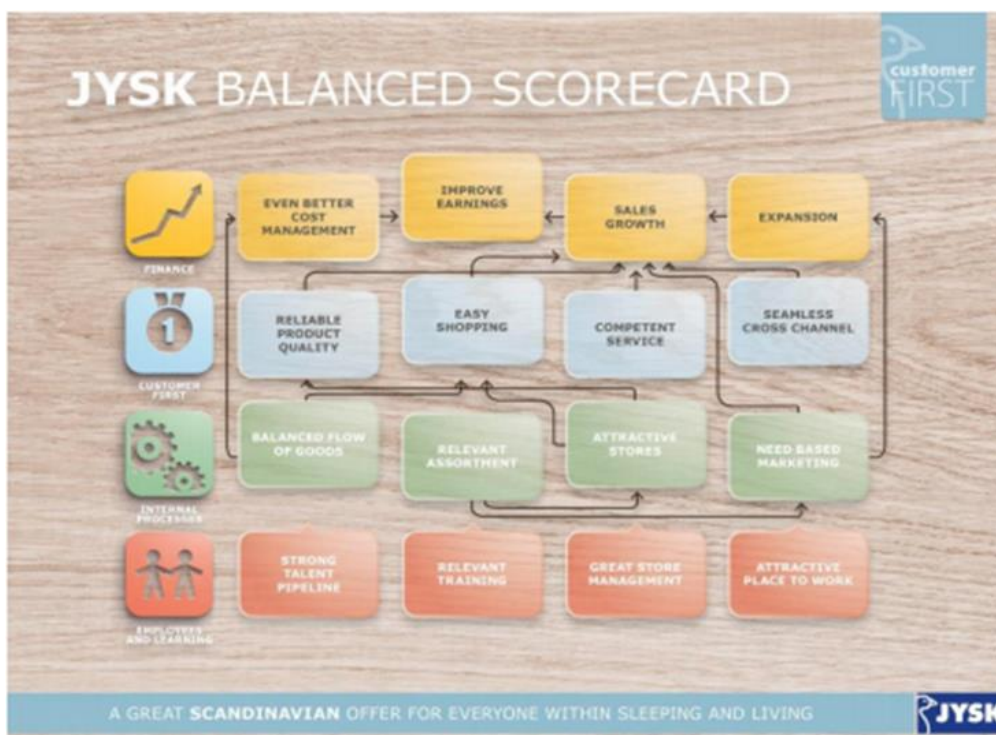 customer
FIRST
JYSK BALANCED SCORECARD
EVEN BETTER
COST
MANAGEMENT
IMPROVE
EARNINGS
SALES
GROWTH
EXPANSION
FINANCE
RELIABLE
PRODUCT
QUALITY
EASY
SHOPPING
COMPETENT
SERVICE
SEAMLESS
CROSS CHANNEL
1
CUSTOMER
FIRST
BALANCED FLOW
OF GOODS
RELEVANT
ASSORTMENT
ATTRACTIVE
STORES
NEED BASED
MARKETING
INTERNAL
PROCESSES
STRONG
TALENT
PIPELINE
RELEVANT
TRAINING
GREAT STORE
MANAGEMENT
ATTRACTIVE
PLACE TO WORK
EMPLOYEES
AND LEARNING
A GREAT SCANDINAVIAN OFFER FOR EVERYONE WITHIN SLEEPING AND LIVING
JYSK